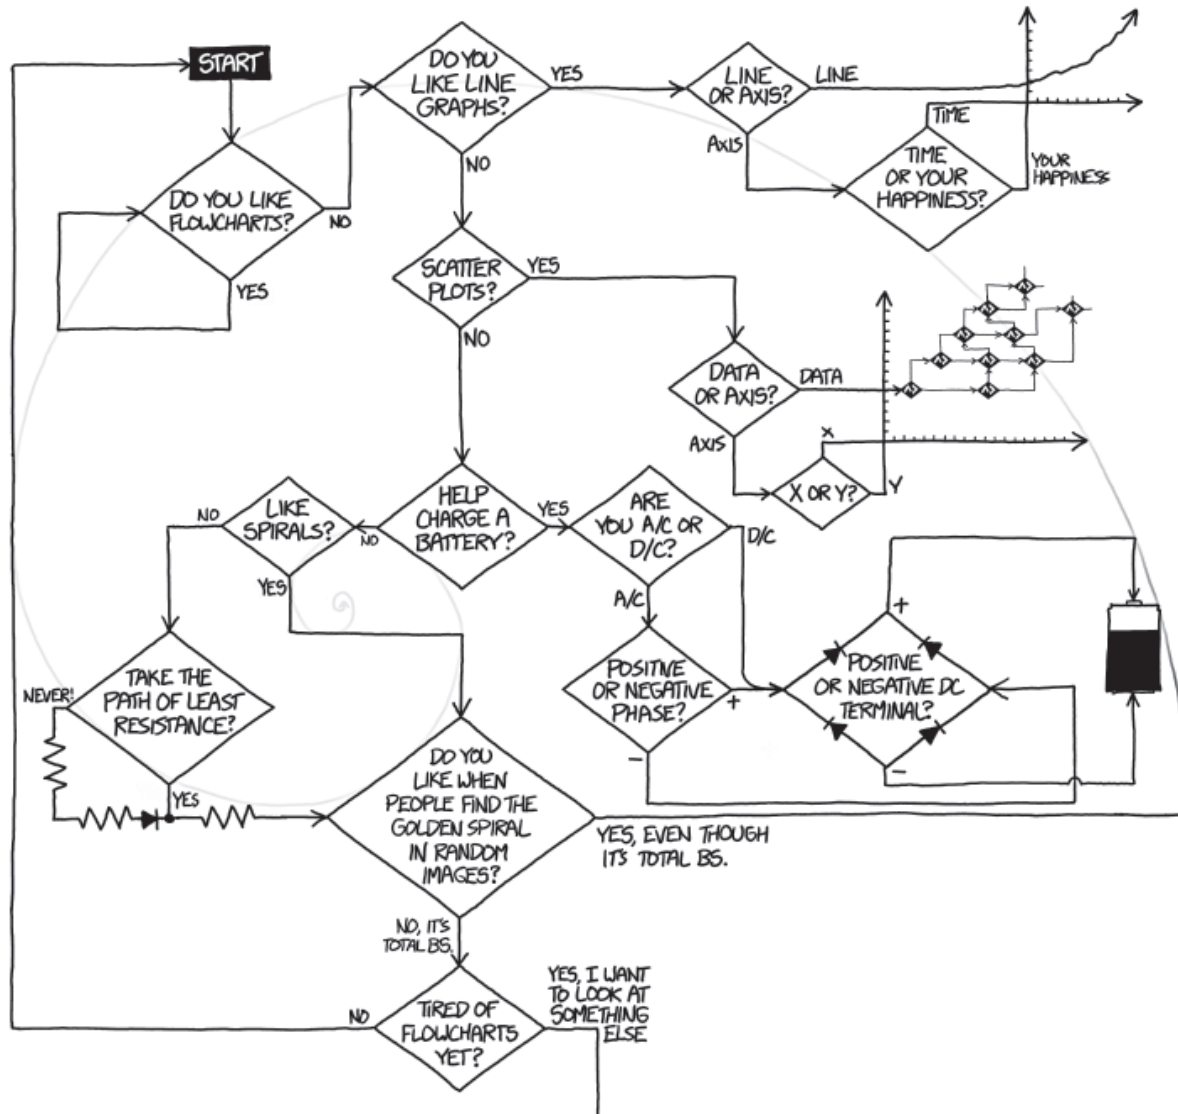 START
DO YOU LIKE
FLOWCHARTS?
NO
YES
DO YOU
LIKE LINE
GRAPHS?
YES
NO
LINE
OR AXIS?
LINE
AXIS
TIME
OR YOUR
HAPPINESS?
TIME
YOUR
HAPPINESS
SCATTER
PLOTS?
YES
NO
DATA
OR AXIS?
DATA
AXIS
X OR Y?
X
Y
HELP
CHARGE A
BATTERY?
YES
NO
LIKE
SPIRALS?
NO
YES
ARE
YOU A/C OR
D/C?
D/C
A/C
POSITIVE
OR NEGATIVE
PHASE?
+
-
POSITIVE
OR NEGATIVE DC
TERMINAL?
+
-
TAKE THE
PATH OF LEAST
RESISTANCE?
NEVER!
YES
DO YOU
LIKE WHEN
PEOPLE FIND THE
GOLDEN SPIRAL
IN RANDOM
IMAGES?
YES, EVEN THOUGH
IT'S TOTAL BS.
NO, IT'S
TOTAL BS.
TIRED OF
FLOWCHARTS
YET?
NO
YES, I WANT
TO LOOK AT
SOMETHING
ELSE